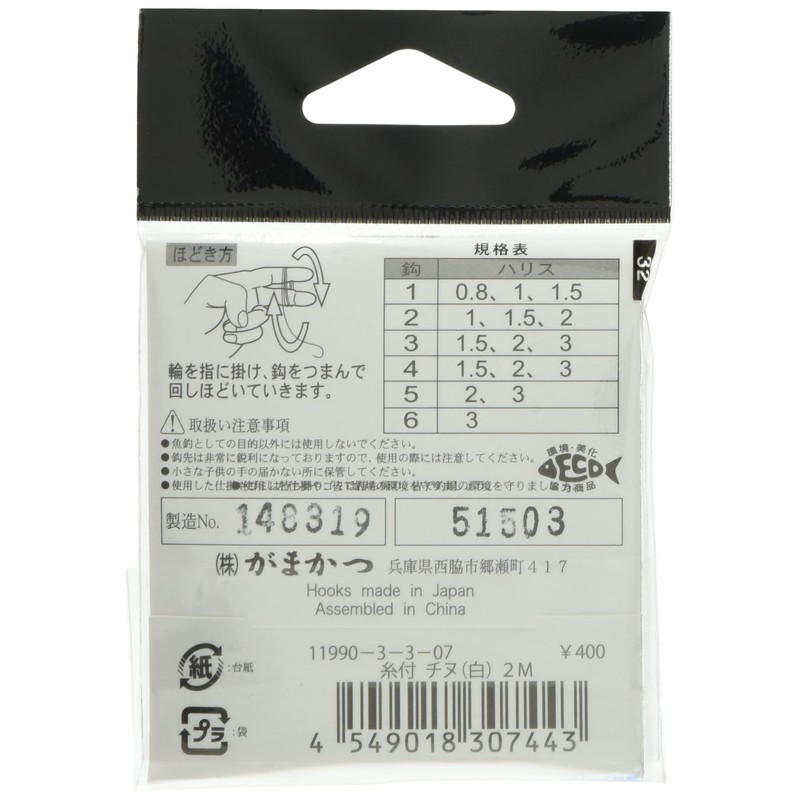 ほどき方
輪を指に掛け、鈎をつまんで
回しほどいていきます。
規格表
鈎 ハリス
1 0.8、1、1.5
2 1、1.5、2
3 1.5、2、3
4 1.5、2、3
5 2、3
6 3
32
取扱い注意事項
●魚釣としての目的以外には使用しないでください。
●鈎先は非常に鋭利になっておりますので、使用の際には注意してください。
●小さな子供の手の届かない所に保管してください。
●使用した仕掛
環境・美化
ECO
協力商品
製造No. 148319
51503
(株)がまかつ 兵庫県西脇市郷瀬町417
Hooks made in Japan
Assembled in China
紙 :台紙
プラ :袋
11990-3-3-07 ¥400
糸付 チヌ(白) 2M
4 549018 307443